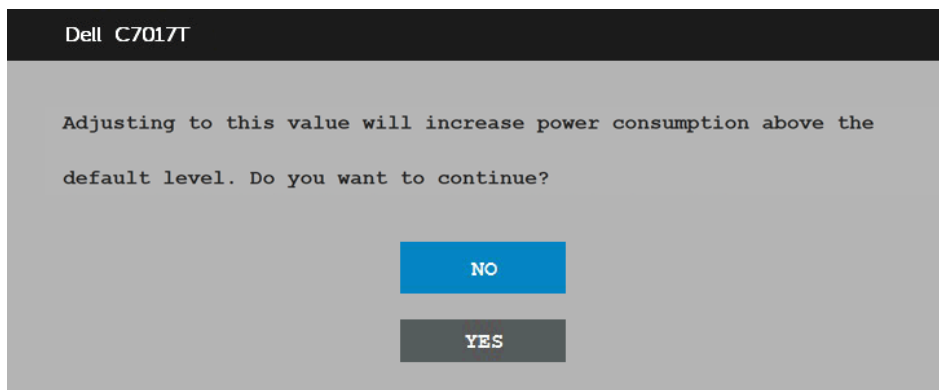 Dell C7017T
Adjusting to this value will increase power consumption above the
default level. Do you want to continue?
NO
YES